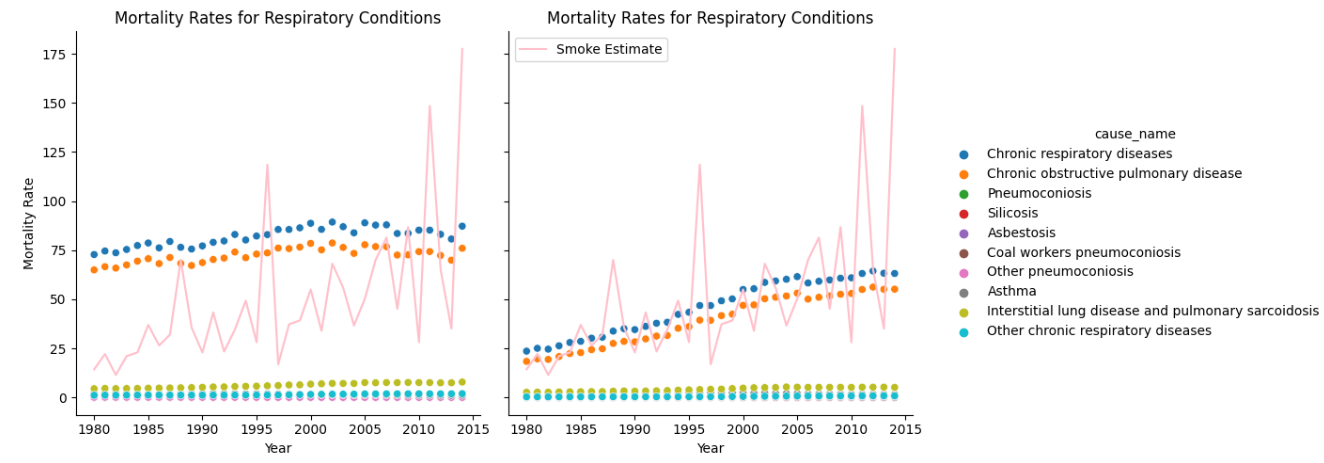 Mortality Rates for Respiratory Conditions
Mortality Rates for Respiratory Conditions
Smoke Estimate
175
150
125
100
75
50
25
0
Mortality Rate
1980 1985 1990 1995 2000 2005 2010 2015
Year
1980 1985 1990 1995 2000 2005 2010 2015
Year
cause_name
Chronic respiratory diseases
Chronic obstructive pulmonary disease
Pneumoconiosis
Silicosis
Asbestosis
Coal workers pneumoconiosis
Other pneumoconiosis
Asthma
Interstitial lung disease and pulmonary sarcoidosis
Other chronic respiratory diseases